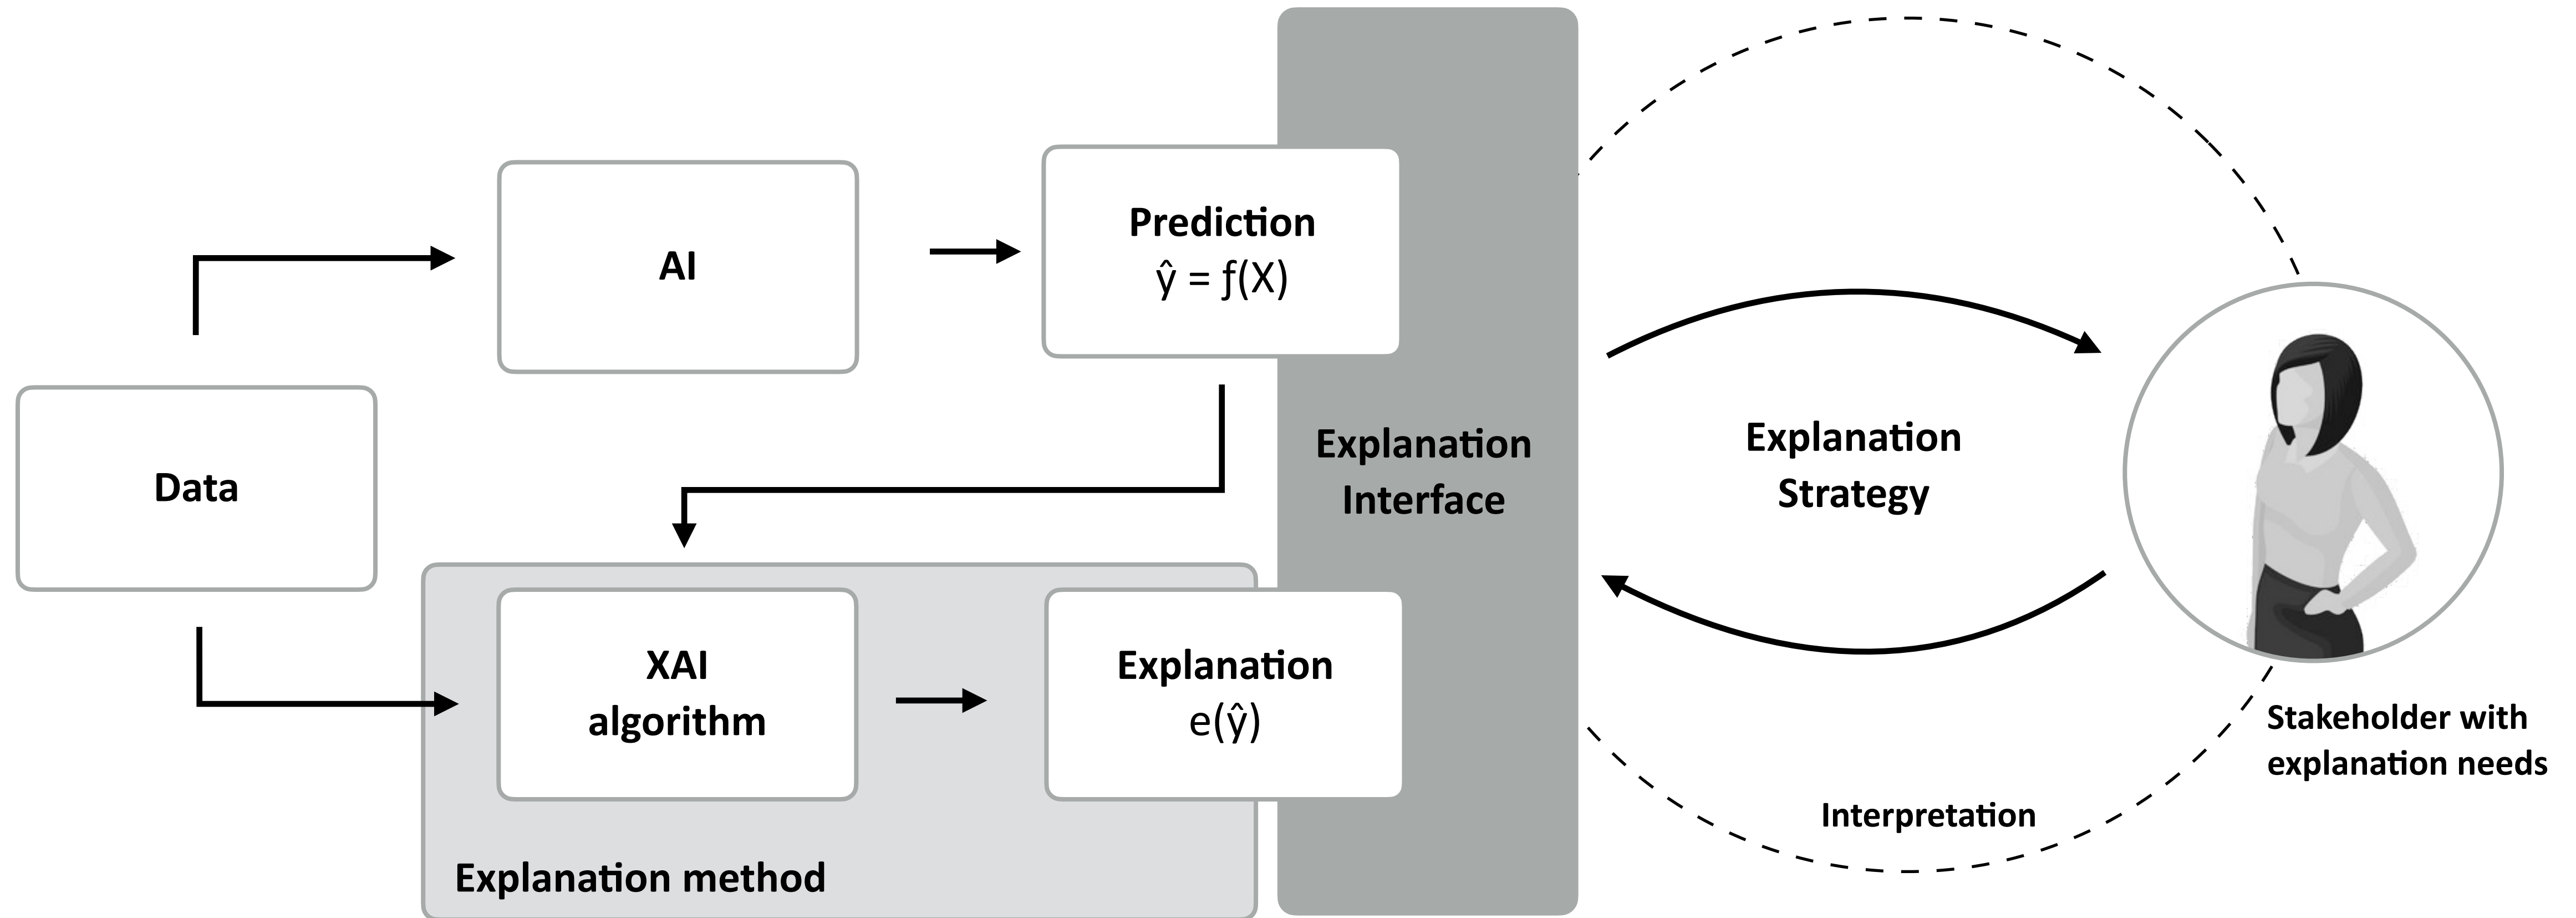 Data
AI
Prediction
ŷ = ƒ(X)
XAI
algorithm
Explanation
e(ŷ)
Explanation method
Explanation
Interface
Explanation
Strategy
Interpretation
Stakeholder with
explanation needs